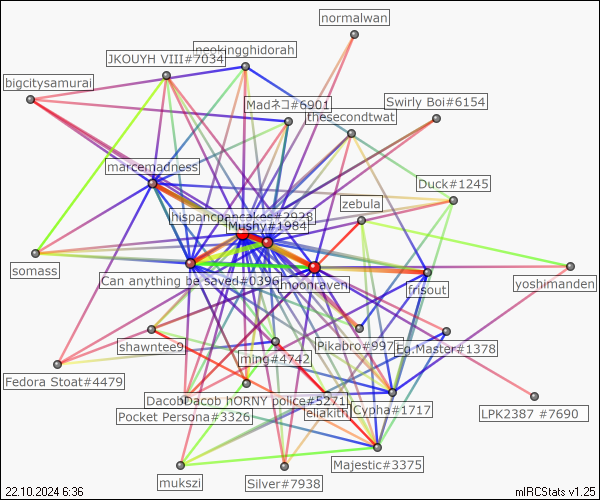 normalwan
neokingghidorah
JKOUYH VIII#7034
bigcitysamurai
Madネコ#6901
Swirly Boi#6154
thesecondtwat
marcemadness
Duck#1245
zebula
hispancpancakes#2023
Mushy#1984
somass
Can anything be saved#0396
moonraven
frisout
yoshimanden
shawntee9
Pikabro#997
Eg.Master#1378
ming#4742
Fedora Stoat#4479
Dacob hORNY police#5271
Pocket Persona#3326
eliakith
Cypha#1717
LPK2387 #7690
Majestic#3375
mukszi
Silver#7938
22.10.2024 6:36
mIRCStats v1.25